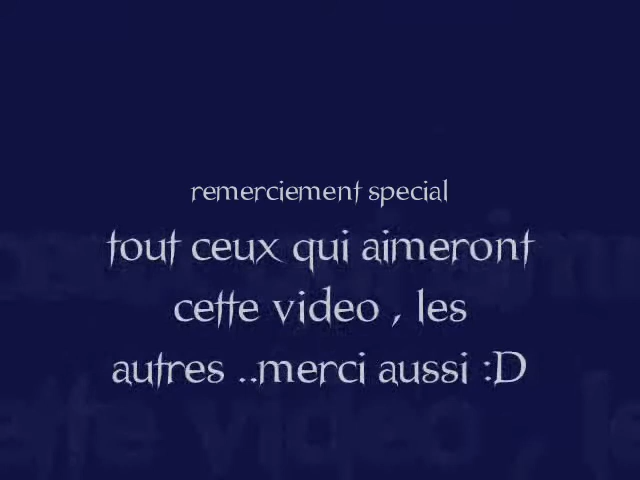 remerciement special
tout ceux qui aimeront
cette video , les
autres ..merci aussi :D